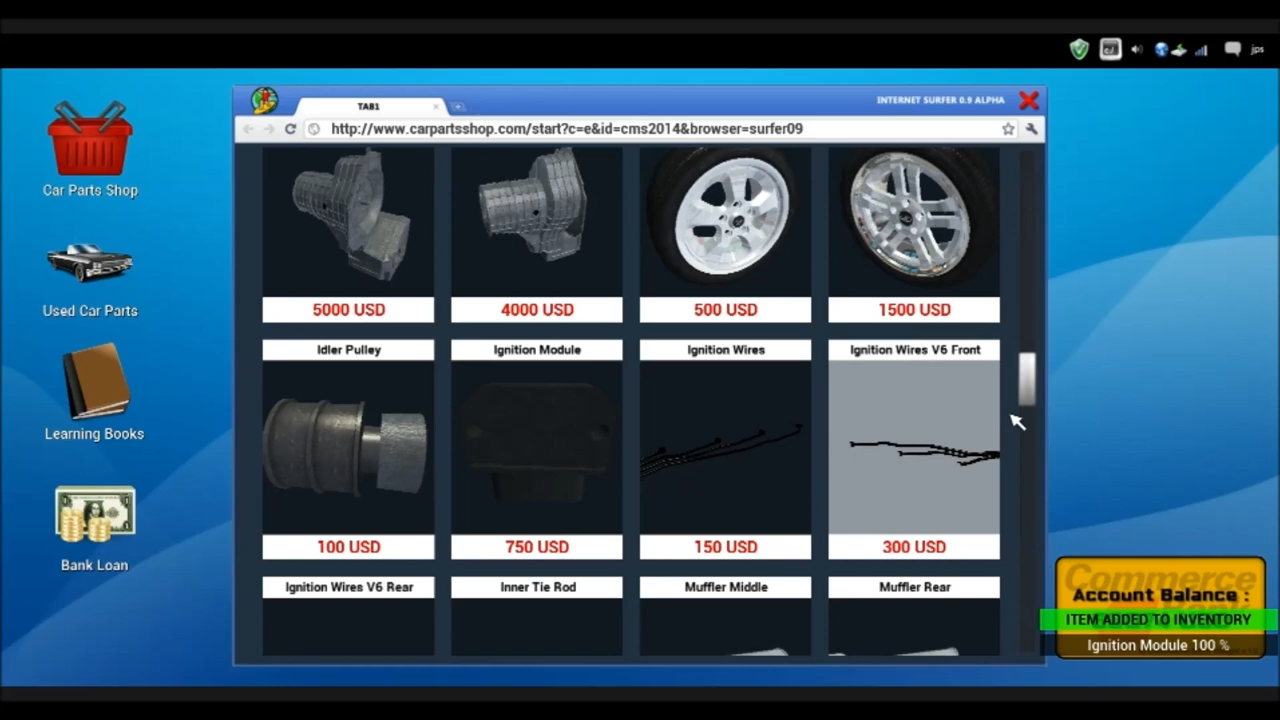 jps
TAB1
INTERNET SURFER 0.9 ALPHA
http://www.carpartsshop.com/start?c=e&id=cms2014&browser=surfer09
Car Parts Shop
Used Car Parts
Learning Books
Bank Loan
5000 USD
4000 USD
500 USD
1500 USD
Idler Pulley
Ignition Module
Ignition Wires
Ignition Wires V6 Front
100 USD
750 USD
150 USD
300 USD
Ignition Wires V6 Rear
Inner Tie Rod
Muffler Middle
Muffler Rear
Commerce
Account Balance :
ITEM ADDED TO INVENTORY
Ignition Module 100 %